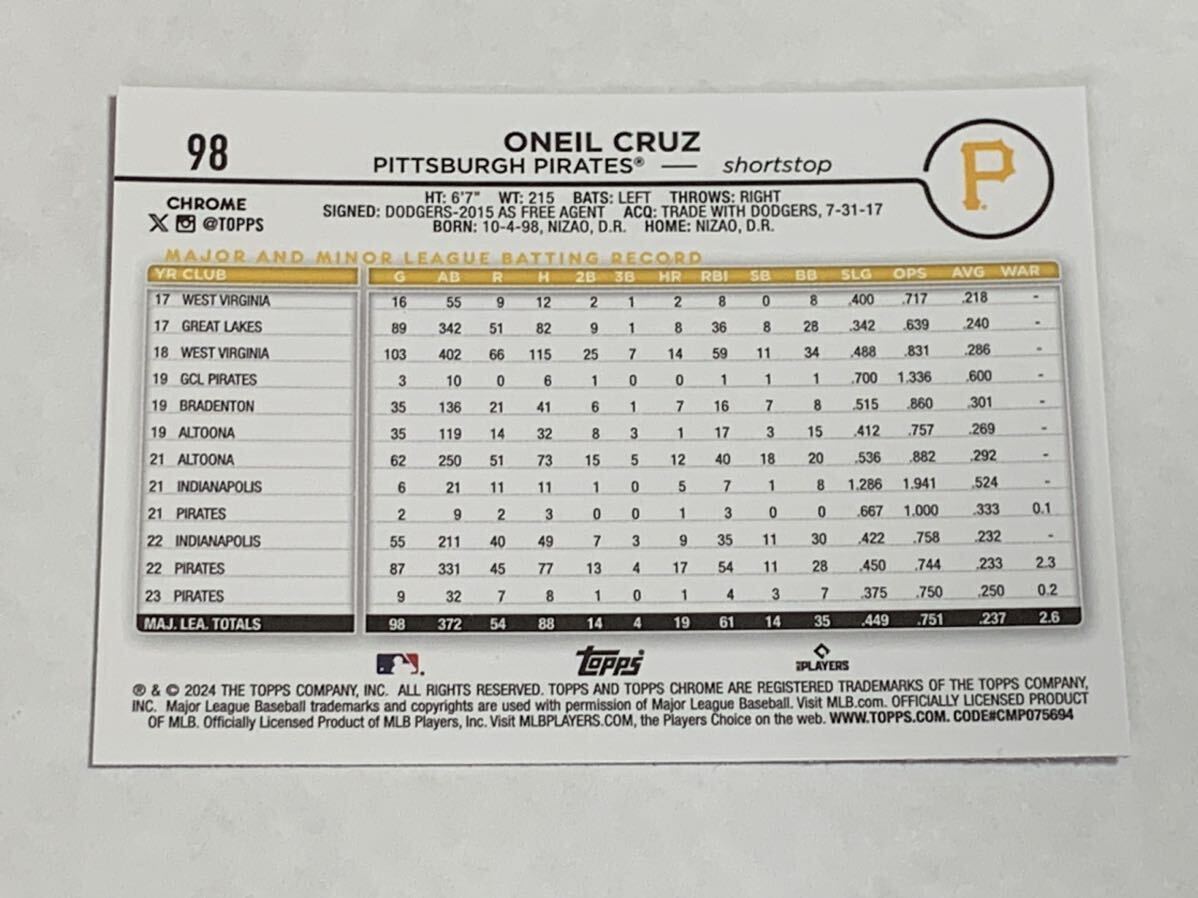 98
ONEIL CRUZ
PITTSBURGH PIRATES® — shortstop
P
CHROME
@TOPPS
HT: 6'7" WT: 215 BATS: LEFT THROWS: RIGHT
SIGNED: DODGERS-2015 AS FREE AGENT ACQ: TRADE WITH DODGERS, 7-31-17
BORN: 10-4-98, NIZAO, D.R. HOME: NIZAO, D.R.
MAJOR AND MINOR LEAGUE BATTING RECORD
YR CLUB G AB R H 2B 3B HR RBI SB BB SLG OPS AVG WAR
17 WEST VIRGINIA 16 55 9 12 2 1 2 8 0 8 .400 .717 .218 -
17 GREAT LAKES 89 342 51 82 9 1 8 36 8 28 .342 .639 .240 -
18 WEST VIRGINIA 103 402 66 115 25 7 14 59 11 34 .488 .831 .286 -
19 GCL PIRATES 3 10 0 6 1 0 0 1 1 1 .700 1.336 .600 -
19 BRADENTON 35 136 21 41 6 1 7 16 7 8 .515 .860 .301 -
19 ALTOONA 35 119 14 32 8 3 1 17 3 15 .412 .757 .269 -
21 ALTOONA 62 250 51 73 15 5 12 40 18 20 .536 .882 .292 -
21 INDIANAPOLIS 6 21 11 11 1 0 5 7 1 8 1.286 1.941 .524 -
21 PIRATES 2 9 2 3 0 0 1 3 0 0 .667 1.000 .333 0.1
22 INDIANAPOLIS 55 211 40 49 7 3 9 35 11 30 .422 .758 .232 -
22 PIRATES 87 331 45 77 13 4 17 54 11 28 .450 .744 .233 2.3
23 PIRATES 9 32 7 8 1 0 1 4 3 7 .375 .750 .250 0.2
MAJ. LEA. TOTALS 98 372 54 88 14 4 19 61 14 35 .449 .751 .237 2.6
topps
PLAYERS
® & © 2024 THE TOPPS COMPANY, INC. ALL RIGHTS RESERVED. TOPPS AND TOPPS CHROME ARE REGISTERED TRADEMARKS OF THE TOPPS COMPANY,
INC. Major League Baseball trademarks and copyrights are used with permission of Major League Baseball. Visit MLB.com. OFFICIALLY LICENSED PRODUCT
OF MLB. Officially Licensed Product of MLB Players, Inc. Visit MLBPLAYERS.COM, the Players Choice on the web. WWW.TOPPS.COM. CODE#CMP075694